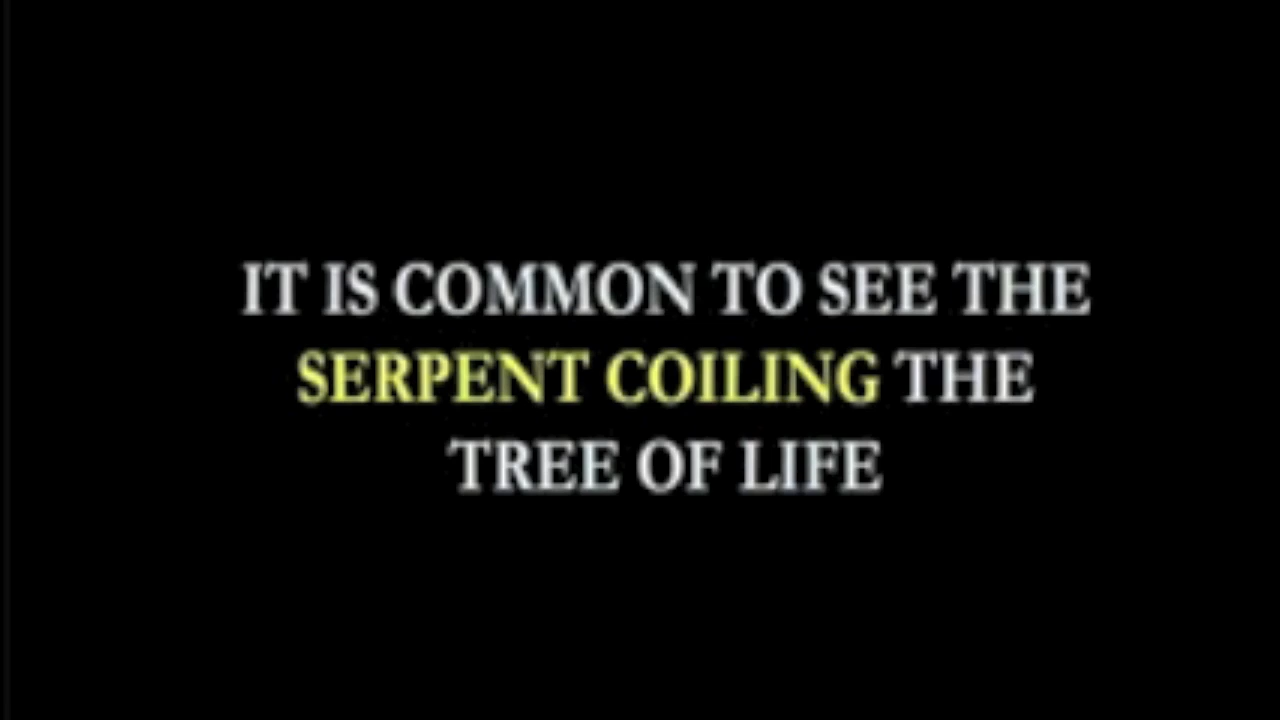 IT IS COMMON TO SEE THE
SERPENT COILING THE
TREE OF LIFE